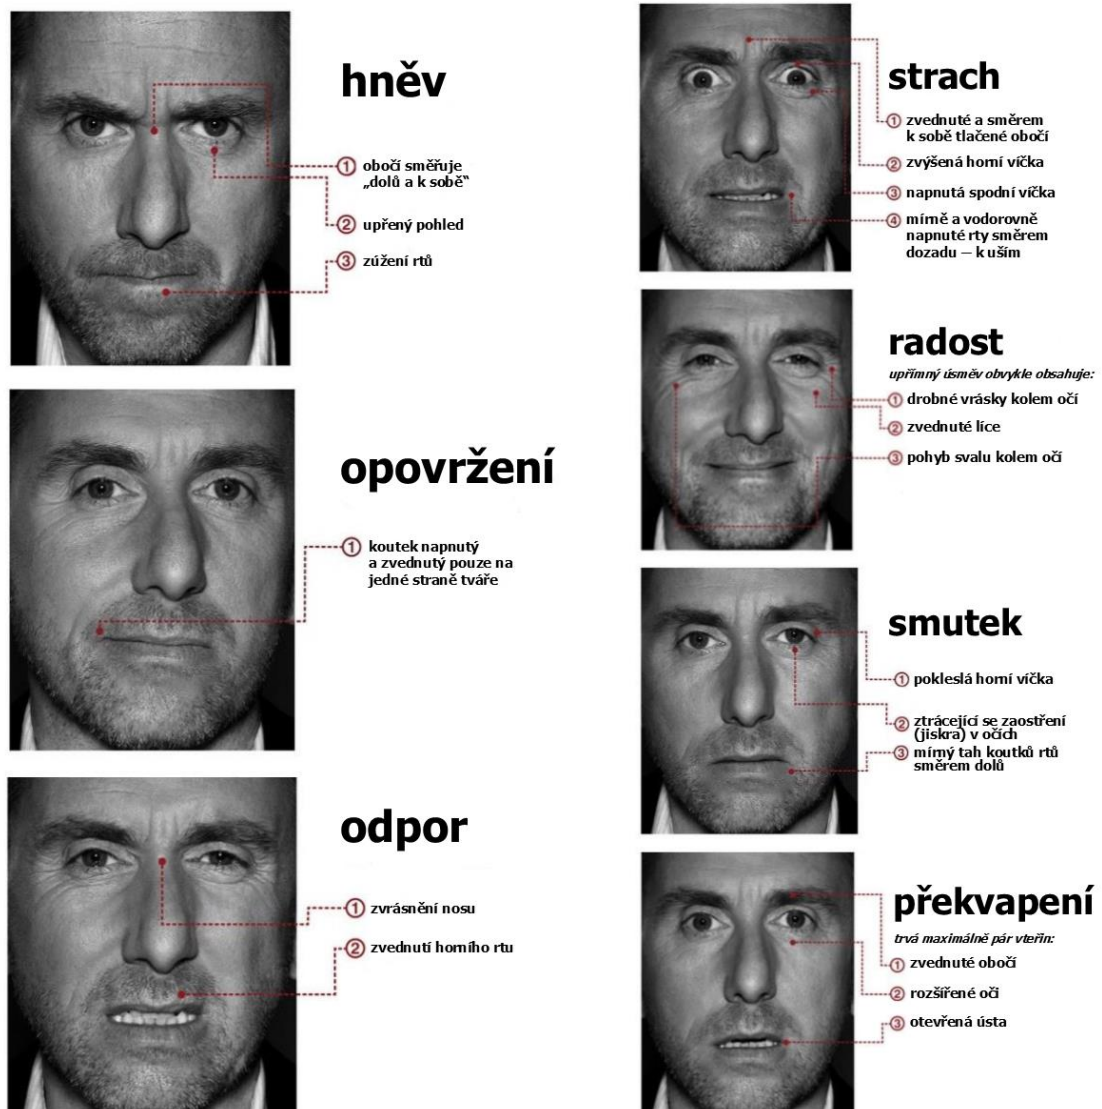 hněv
1 obočí směřuje
„dolů a k sobě“
2 upřený pohled
3 zúžení rtů
opovržení
1 koutek napnutý
a zvednutý pouze na
jedné straně tváře
odpor
1 zvrásnění nosu
2 zvednutí horního rtu
strach
1 zvednuté a směrem
k sobě tlačené obočí
2 zvýšená horní víčka
3 napnutá spodní víčka
4 mírně a vodorovně
napnuté rty směrem
dozadu — k uším
radost
upřímný úsměv obvykle obsahuje:
1 drobné vrásky kolem očí
2 zvednuté líce
3 pohyb svalu kolem očí
smutek
1 pokleslá horní víčka
2 ztrácející se zaostření
(jiskra) v očích
3 mírný tah koutků rtů
směrem dolů
překvapení
trvá maximálně pár vteřin:
1 zvednuté obočí
2 rozšířené oči
3 otevřená ústa